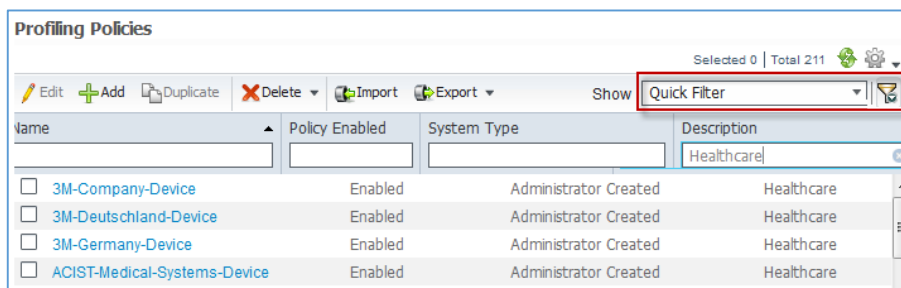 Profiling Policies
Selected 0 | Total 211
Edit Add Duplicate Delete Import Export Show Quick Filter
Name Policy Enabled System Type Description
Healthcare
3M-Company-Device Enabled Administrator Created Healthcare
3M-Deutschland-Device Enabled Administrator Created Healthcare
3M-Germany-Device Enabled Administrator Created Healthcare
ACIST-Medical-Systems-Device Enabled Administrator Created Healthcare